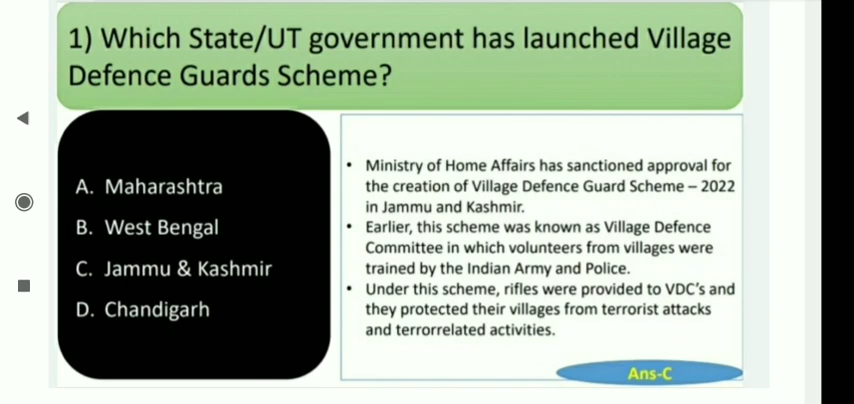 1) Which State/UT government has launched Village
Defence Guards Scheme?
A. Maharashtra
B. West Bengal
C. Jammu & Kashmir
D. Chandigarh
• Ministry of Home Affairs has sanctioned approval for
the creation of Village Defence Guard Scheme – 2022
in Jammu and Kashmir.
• Earlier, this scheme was known as Village Defence
Committee in which volunteers from villages were
trained by the Indian Army and Police.
• Under this scheme, rifles were provided to VDC's and
they protected their villages from terrorist attacks
and terrorrelated activities.
Ans-C